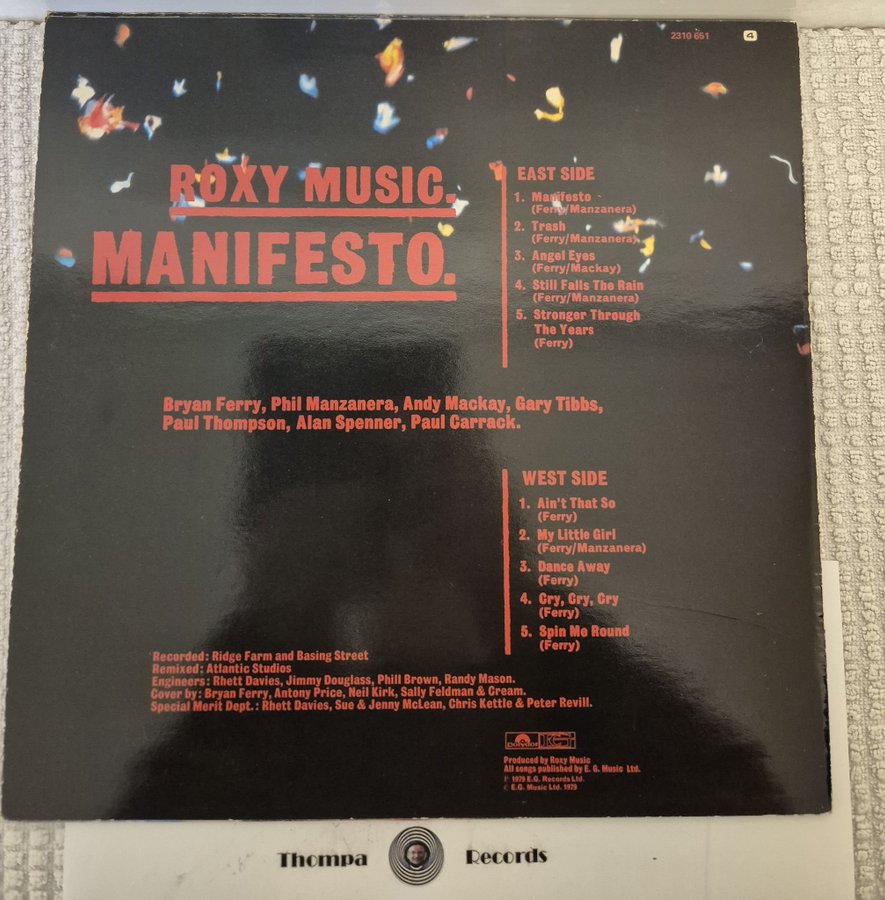 2310 651 4
ROXY MUSIC.
MANIFESTO.
EAST SIDE
1. Manifesto
(Ferry/Manzanera)
2. Trash
(Ferry/Manzanera)
3. Angel Eyes
(Ferry/Mackay)
4. Still Falls The Rain
(Ferry/Manzanera)
5. Stronger Through
The Years
(Ferry)
Bryan Ferry, Phil Manzanera, Andy Mackay, Gary Tibbs,
Paul Thompson, Alan Spenner, Paul Carrack.
WEST SIDE
1. Ain't That So
(Ferry)
2. My Little Girl
(Ferry/Manzanera)
3. Dance Away
(Ferry)
4. Cry, Cry, Cry
(Ferry)
5. Spin Me Round
(Ferry)
Recorded: Ridge Farm and Basing Street
Remixed: Atlantic Studios
Engineers: Rhett Davies, Jimmy Douglass, Phill Brown, Randy Mason.
Cover by: Bryan Ferry, Antony Price, Neil Kirk, Sally Feldman & Cream.
Special Merit Dept.: Rhett Davies, Sue & Jenny McLean, Chris Kettle & Peter Revill.
polydor EG
Produced by Roxy Music
All songs published by E. G. Music Ltd.
℗ 1979 E.G. Records Ltd.
© E.G. Music Ltd. 1979
Thompa Records